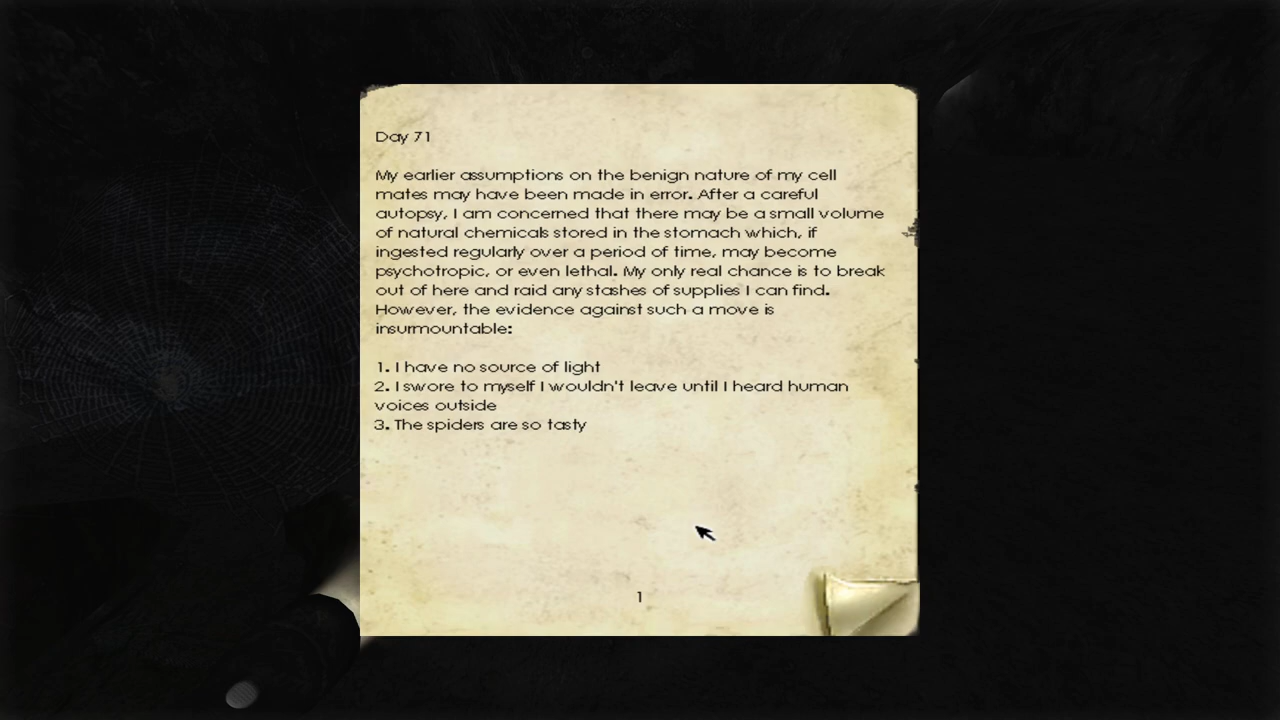 Day 71
My earlier assumptions on the benign nature of my cell
mates may have been made in error. After a careful
autopsy, I am concerned that there may be a small volume
of natural chemicals stored in the stomach which, if
ingested regularly over a period of time, may become
psychotropic, or even lethal. My only real chance is to break
out of here and raid any stashes of supplies I can find.
However, the evidence against such a move is
insurmountable:
1. I have no source of light
2. I swore to myself I wouldn't leave until I heard human
voices outside
3. The spiders are so tasty
1